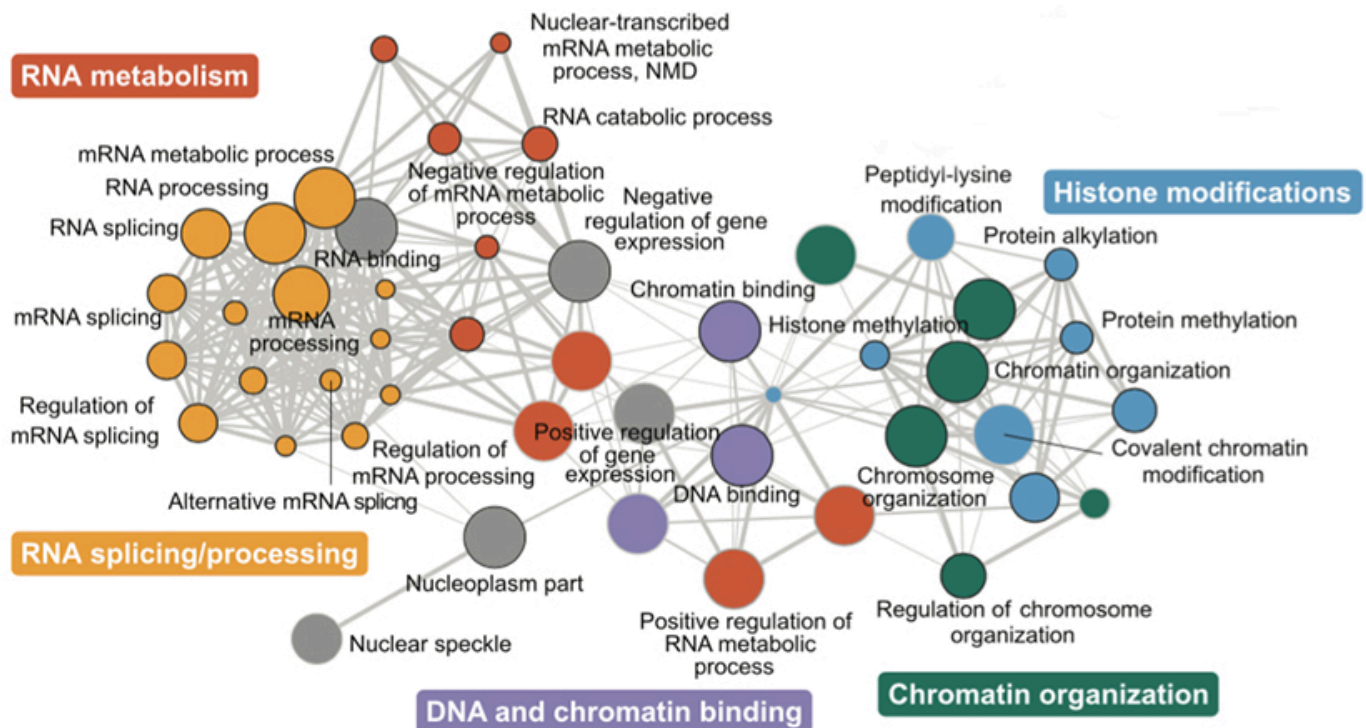 Nuclear-transcribed
mRNA metabolic
process, NMD
RNA metabolism
RNA catabolic process
mRNA metabolic process
RNA processing
RNA splicing
Negative regulation
of mRNA metabolic
process
Negative
regulation of gene
expression
RNA binding
mRNA splicing
mRNA
processing
Regulation of
mRNA splicing
Regulation of
mRNA processing
Alternative mRNA splicng
RNA splicing/processing
Nucleoplasm part
Nuclear speckle
Chromatin binding
Positive regulation
of gene
expression
DNA binding
Positive regulation of
RNA metabolic
process
DNA and chromatin binding
Peptidyl-lysine
modification
Histone modifications
Protein alkylation
Histone methylation
Protein methylation
Chromatin organization
Covalent chromatin
modification
Chromosome
organization
Regulation of chromosome
organization
Chromatin organization